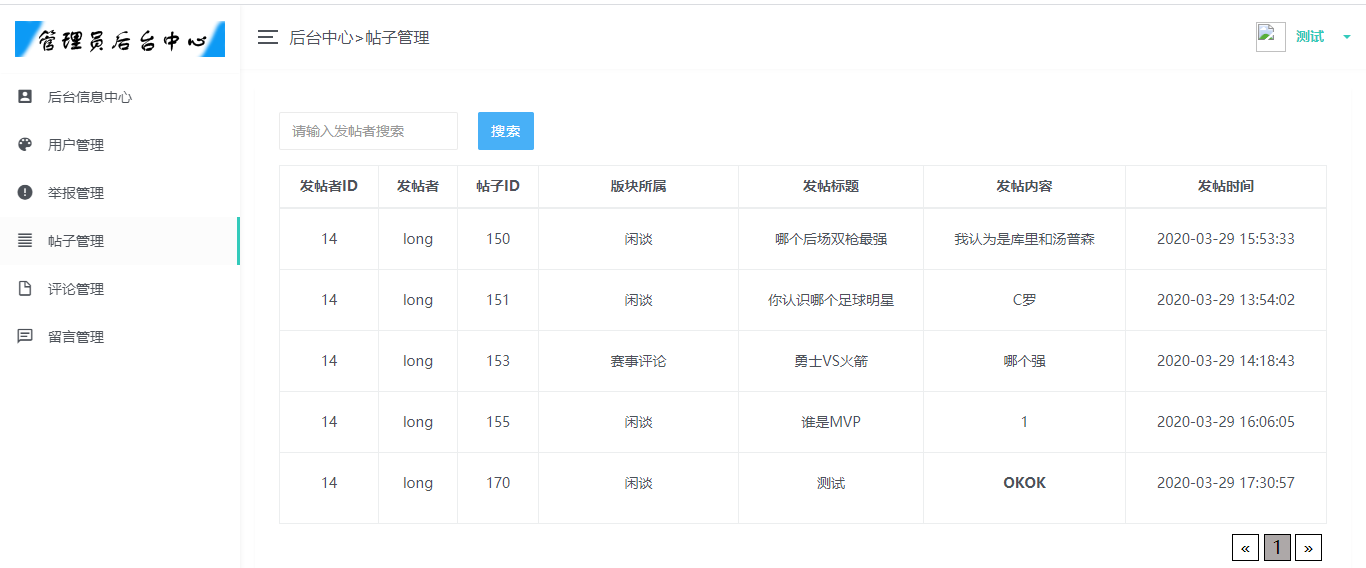 管理员后台中心
后台中心>帖子管理
测试
后台信息中心
用户管理
举报管理
帖子管理
评论管理
留言管理
请输入发帖者搜索 搜索
发帖者ID 发帖者 帖子ID 版块所属 发帖标题 发帖内容 发帖时间
14 long 150 闲谈 哪个后场双枪最强 我认为是库里和汤普森 2020-03-29 15:53:33
14 long 151 闲谈 你认识哪个足球明星 C罗 2020-03-29 13:54:02
14 long 153 赛事评论 勇士VS火箭 哪个强 2020-03-29 14:18:43
14 long 155 闲谈 谁是MVP 1 2020-03-29 16:06:05
14 long 170 闲谈 测试 OKOK 2020-03-29 17:30:57
« 1 »